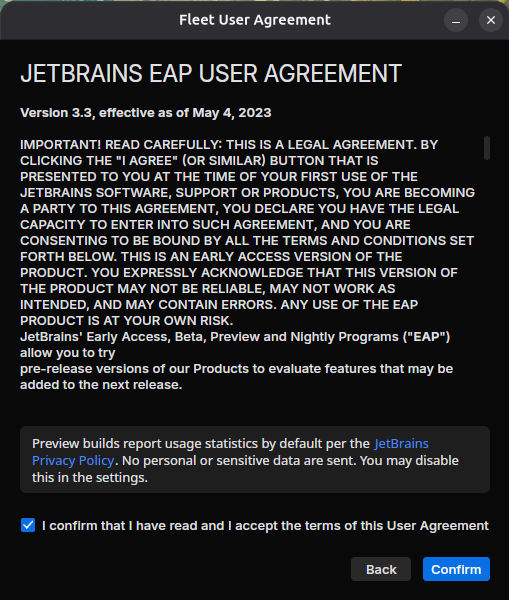 Fleet User Agreement
JETBRAINS EAP USER AGREEMENT
Version 3.3, effective as of May 4, 2023
IMPORTANT! READ CAREFULLY: THIS IS A LEGAL AGREEMENT. BY
CLICKING THE "I AGREE" (OR SIMILAR) BUTTON THAT IS
PRESENTED TO YOU AT THE TIME OF YOUR FIRST USE OF THE
JETBRAINS SOFTWARE, SUPPORT OR PRODUCTS, YOU ARE BECOMING
A PARTY TO THIS AGREEMENT, YOU DECLARE YOU HAVE THE LEGAL
CAPACITY TO ENTER INTO SUCH AGREEMENT, AND YOU ARE
CONSENTING TO BE BOUND BY ALL THE TERMS AND CONDITIONS SET
FORTH BELOW. THIS IS AN EARLY ACCESS VERSION OF THE
PRODUCT. YOU EXPRESSLY ACKNOWLEDGE THAT THIS VERSION OF
THE PRODUCT MAY NOT BE RELIABLE, MAY NOT WORK AS
INTENDED, AND MAY CONTAIN ERRORS. ANY USE OF THE EAP
PRODUCT IS AT YOUR OWN RISK.
JetBrains' Early Access, Beta, Preview and Nightly Programs ("EAP")
allow you to try
pre-release versions of our Products to evaluate features that may be
added to the next release.
Preview builds report usage statistics by default per the JetBrains
Privacy Policy. No personal or sensitive data are sent. You may disable
this in the settings.
I confirm that I have read and I accept the terms of this User Agreement
Back Confirm